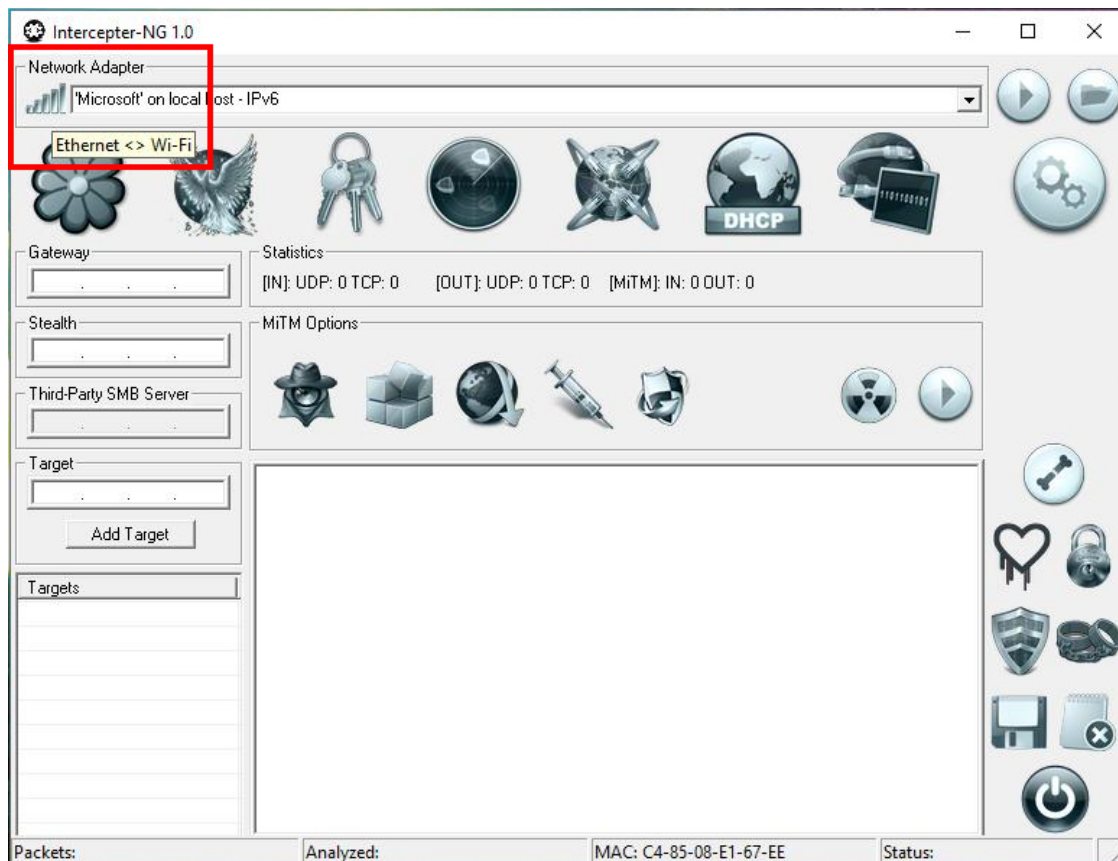 Intercepter-NG 1.0
Network Adapter
'Microsoft' on local host - IPv6
Ethernet <> Wi-Fi
DHCP
1101100101
Gateway
Statistics
[IN]: UDP: 0 TCP: 0 [OUT]: UDP: 0 TCP: 0 [MiTM]: IN: 0 OUT: 0
Stealth
MiTM Options
Third-Party SMB Server
Target
Add Target
Targets
Packets: Analyzed: MAC: C4-85-08-E1-67-EE Status: